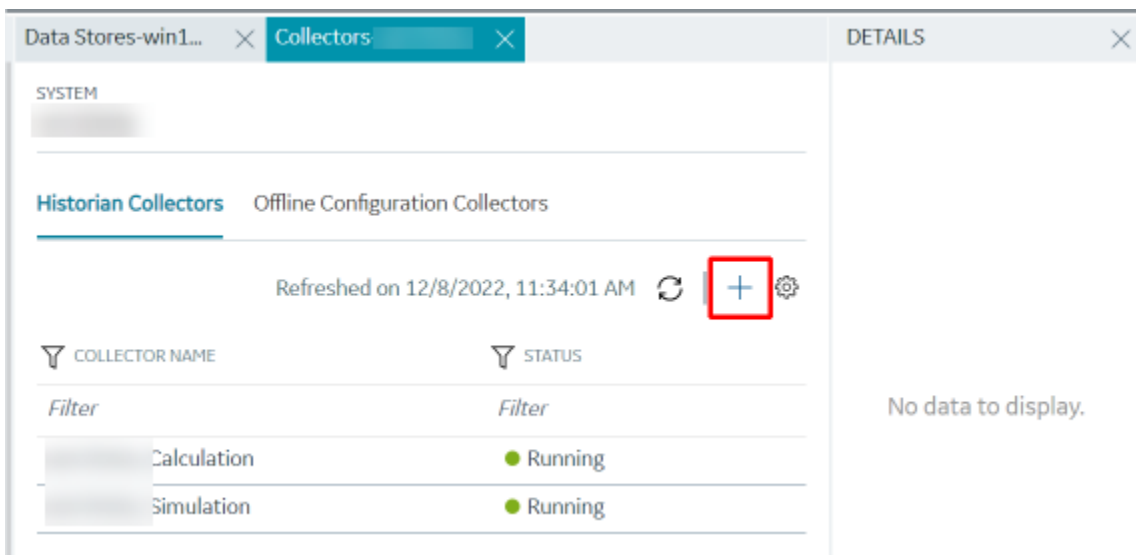 Data Stores-win1... Collectors- DETAILS
SYSTEM
Historian Collectors Offline Configuration Collectors
Refreshed on 12/8/2022, 11:34:01 AM
COLLECTOR NAME STATUS
Filter Filter
No data to display.
Calculation Running
Simulation Running